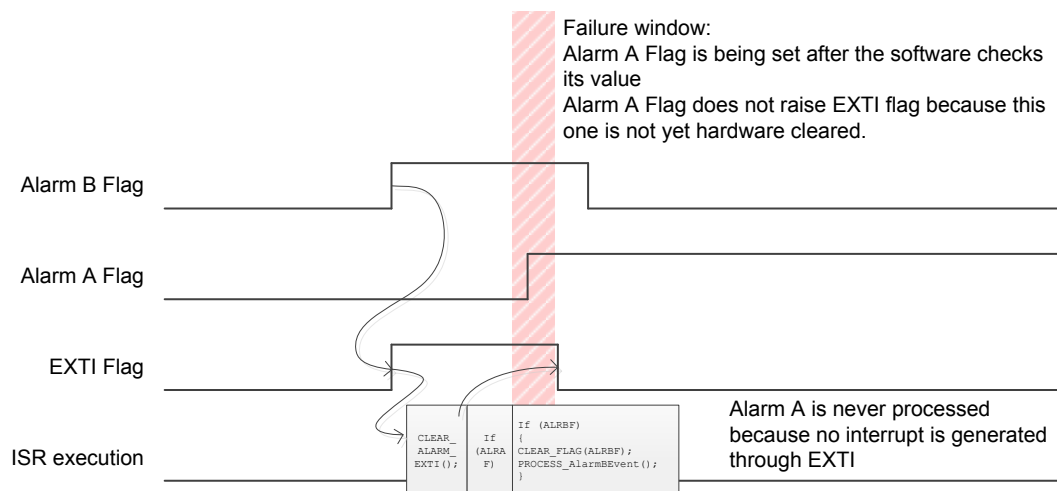 Failure window:
Alarm A Flag is being set after the software checks
its value
Alarm A Flag does not raise EXTI flag because this
one is not yet hardware cleared.
Alarm B Flag
Alarm A Flag
EXTI Flag
ISR execution
CLEAR_
ALARM_
EXTI();
If
(ALRA
F)
If (ALRBF)
{
CLEAR_FLAG(ALRBF);
PROCESS_AlarmBEvent();
}
Alarm A is never processed
because no interrupt is generated
through EXTI